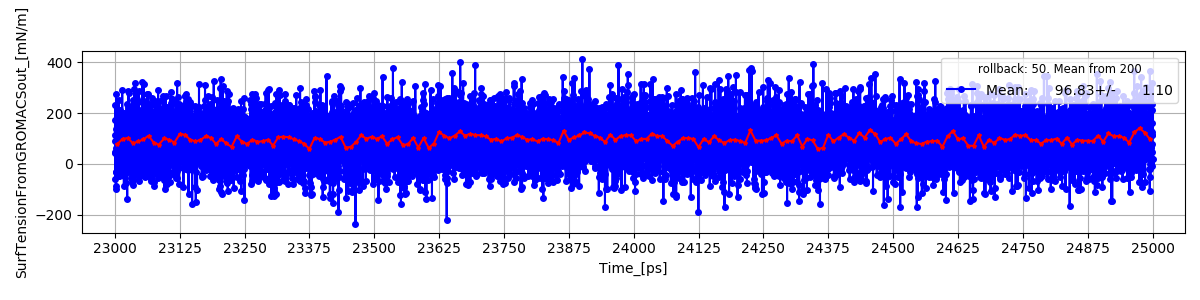 SurfTensionFromGROMACSout_[mN/m]
400
200
0
−200
rollback: 50. Mean from 200
Mean: 96.83+/- 1.10
23000 23125 23250 23375 23500 23625 23750 23875 24000 24125 24250 24375 24500 24625 24750 24875 25000
Time_[ps]